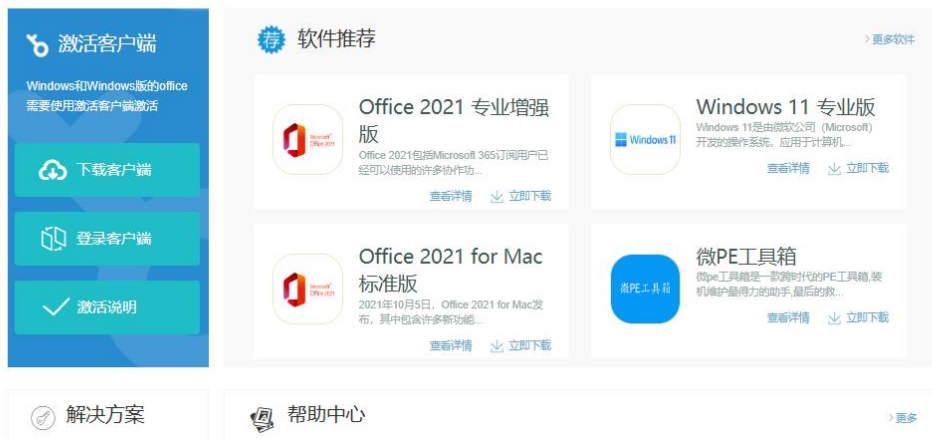 激活客户端
Windows和Windows版的office
需要使用激活客户端激活
下载客户端
登录客户端
激活说明
荐 软件推荐
>更多软件
Microsoft
Office 2021
Office 2021 专业增强
版
Office 2021包括Microsoft 365订阅用户已
经可以使用的许多协作功...
查看详情 立即下载
Windows 11
Windows 11 专业版
Windows 11是由微软公司（Microsoft）
开发的操作系统，应用于计算机...
查看详情 立即下载
Microsoft
Office 2021
Office 2021 for Mac
标准版
2021年10月5日，Office 2021 for Mac发
布，其中包含许多新功能...
查看详情 立即下载
微PE工具箱
微PE工具箱
微pe工具箱是一款跨时代的PE工具箱,装
机维护最得力的助手,最后的救...
查看详情 立即下载
解决方案
帮助中心
>更多